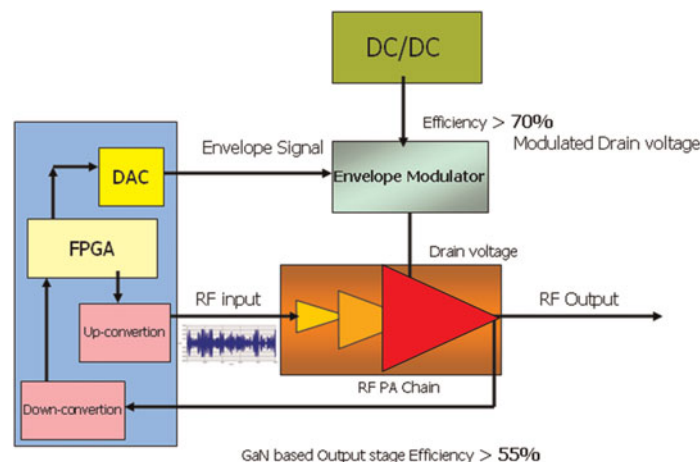 DC/DC
Efficiency > 70%
Modulated Drain voltage
Envelope Signal
DAC
Envelope Modulator
FPGA
Drain voltage
RF input
RF Output
Up-convertion
RF PA Chain
Down-convertion
GaN based Output stage Efficiency > 55%